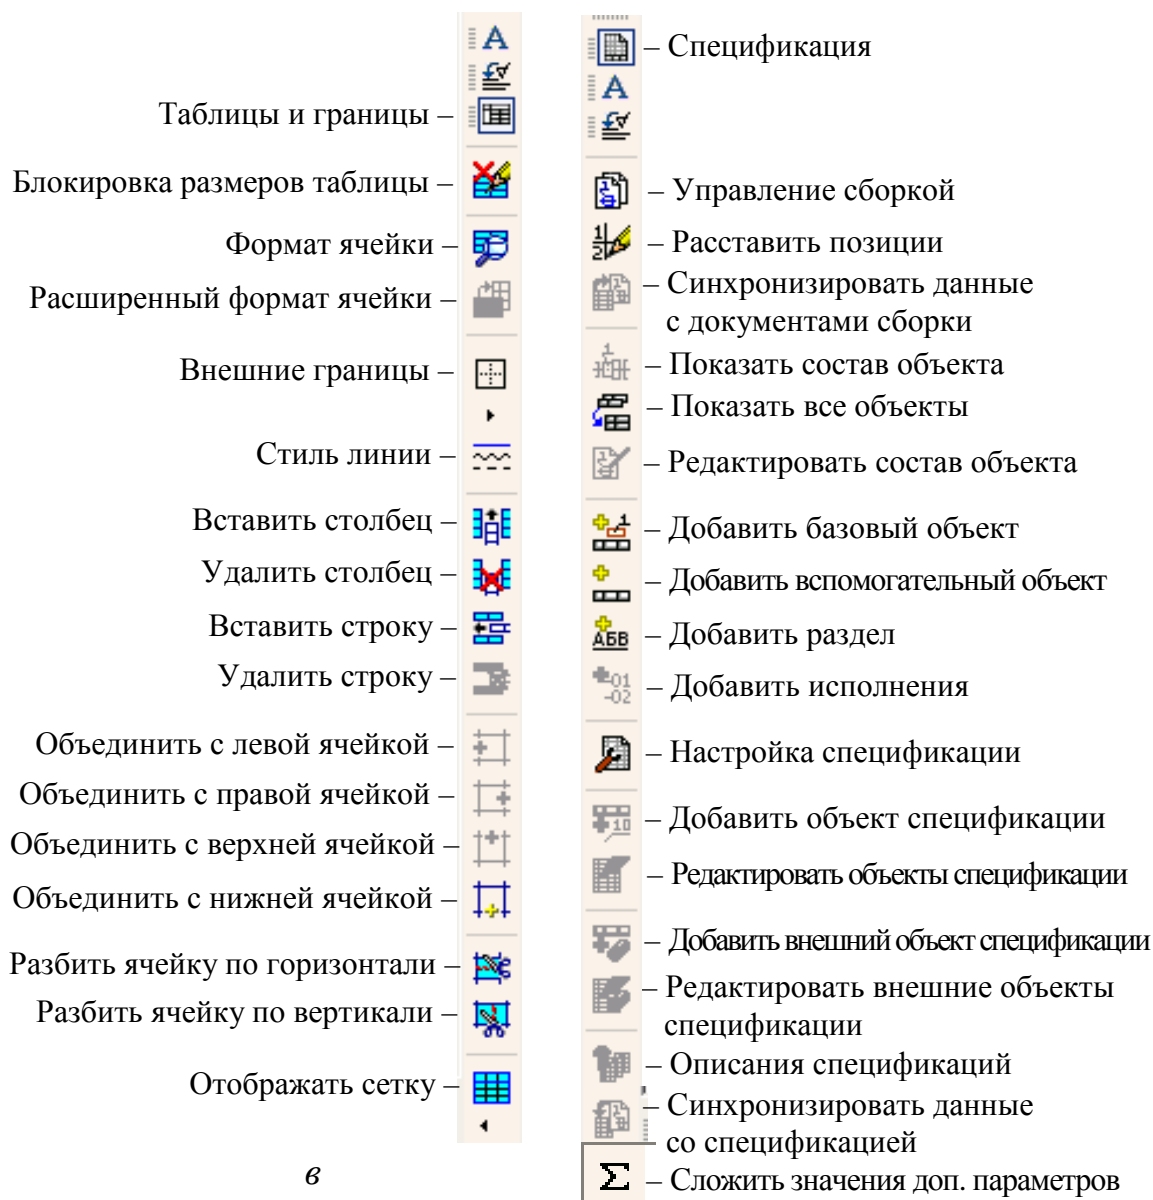 Таблицы и границы –
Блокировка размеров таблицы –
Формат ячейки –
Расширенный формат ячейки –
Внешние границы –
Стиль линии –
Вставить столбец –
Удалить столбец –
Вставить строку –
Удалить строку –
Объединить с левой ячейкой –
Объединить с правой ячейкой –
Объединить с верхней ячейкой –
Объединить с нижней ячейкой –
Разбить ячейку по горизонтали –
Разбить ячейку по вертикали –
Отображать сетку –
в
– Спецификация
– Управление сборкой
– Расставить позиции
– Синхронизировать данные
с документами сборки
– Показать состав объекта
– Показать все объекты
– Редактировать состав объекта
– Добавить базовый объект
– Добавить вспомогательный объект
АБВ – Добавить раздел
– Добавить исполнения
– Настройка спецификации
– Добавить объект спецификации
– Редактировать объекты спецификации
– Добавить внешний объект спецификации
– Редактировать внешние объекты
спецификации
– Описания спецификаций
– Синхронизировать данные
со спецификацией
Σ – Сложить значения доп. параметров